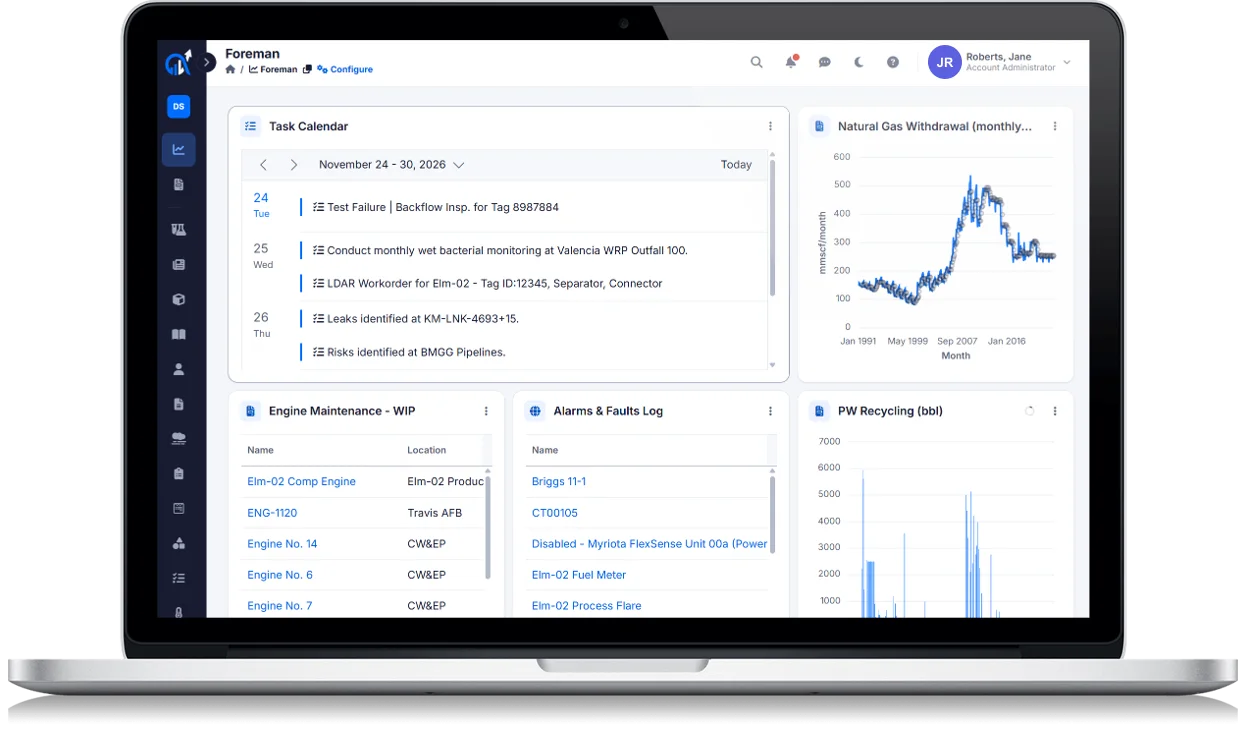 Foreman
/ Foreman Configure
JR
Roberts, Jane
Account Administrator
DS
Task Calendar
November 24 - 30, 2026
Today
24
Tue
Test Failure | Backflow Insp. for Tag 8987884
25
Wed
Conduct monthly wet bacterial monitoring at Valencia WRP Outfall 100.
LDAR Workorder for Elm-02 - Tag ID:12345, Separator, Connector
26
Thu
Leaks identified at KM-LNK-4693+15.
Risks identified at BMGG Pipelines.
Natural Gas Withdrawal (monthly...
600
500
400
300
200
100
0
mmscf/month
Jan 1991 May 1999 Sep 2007 Jan 2016
Month
Engine Maintenance - WIP
Name Location
Elm-02 Comp Engine Elm-02 Produc
ENG-1120 Travis AFB
Engine No. 14 CW&EP
Engine No. 6 CW&EP
Engine No. 7 CW&EP
Alarms & Faults Log
Name
Briggs 11-1
CT00105
Disabled - Myriota FlexSense Unit 00a (Power
Elm-02 Fuel Meter
Elm-02 Process Flare
PW Recycling (bbl)
7000
6000
5000
4000
3000
2000
1000